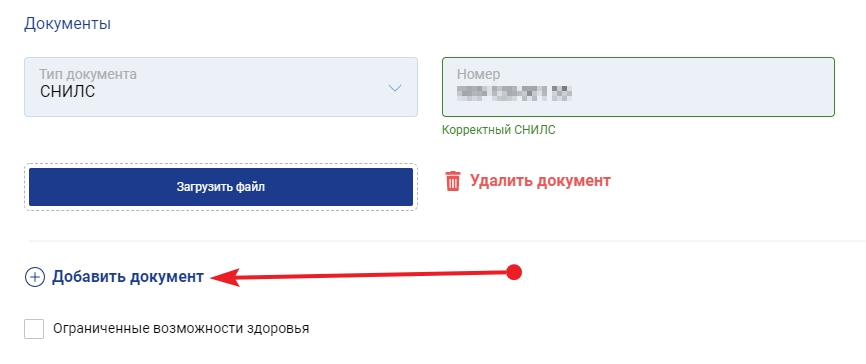 Документы
Тип документа
СНИЛС
Номер
Корректный СНИЛС
Загрузить файл
Удалить документ
Добавить документ
Ограниченные возможности здоровья